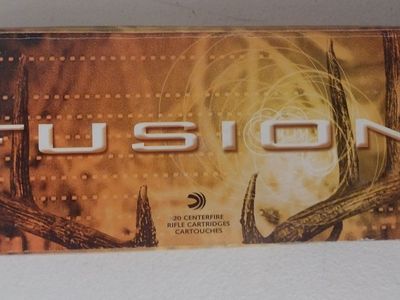 FUSION
20 CENTERFIRE
RIFLE CARTRIDGES
CARTOUCHES